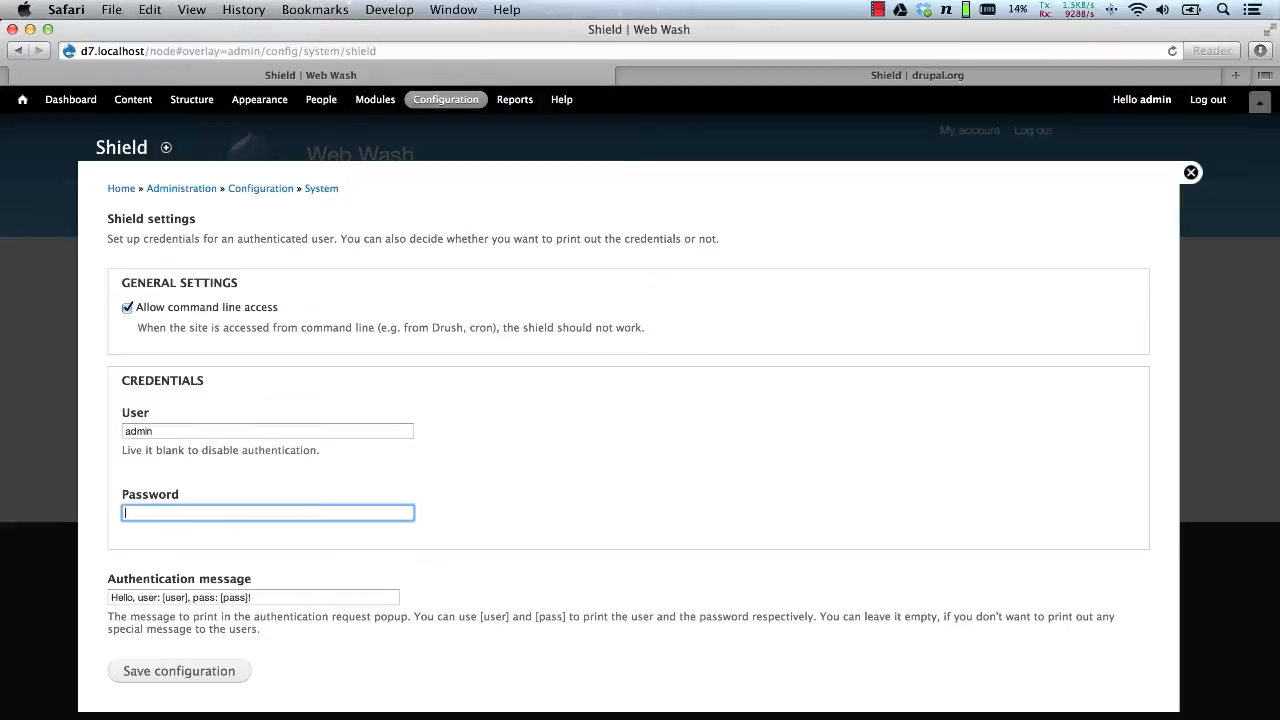 Safari File Edit View History Bookmarks Develop Window Help
Tx: 1.5KB/s
Rx: 928B/s
14%
Shield | Web Wash
d7.localhost/node#overlay=admin/config/system/shield
Reader
Shield | Web Wash
Shield | drupal.org
Dashboard Content Structure Appearance People Modules Configuration Reports Help
Hello admin Log out
My account Log out
Shield
Web Wash
Home » Administration » Configuration » System
Shield settings
Set up credentials for an authenticated user. You can also decide whether you want to print out the credentials or not.
GENERAL SETTINGS
Allow command line access
When the site is accessed from command line (e.g. from Drush, cron), the shield should not work.
CREDENTIALS
User
admin
Live it blank to disable authentication.
Password
Authentication message
Hello, user: [user], pass: [pass]!
The message to print in the authentication request popup. You can use [user] and [pass] to print the user and the password respectively. You can leave it empty, if you don't want to print out any
special message to the users.
Save configuration